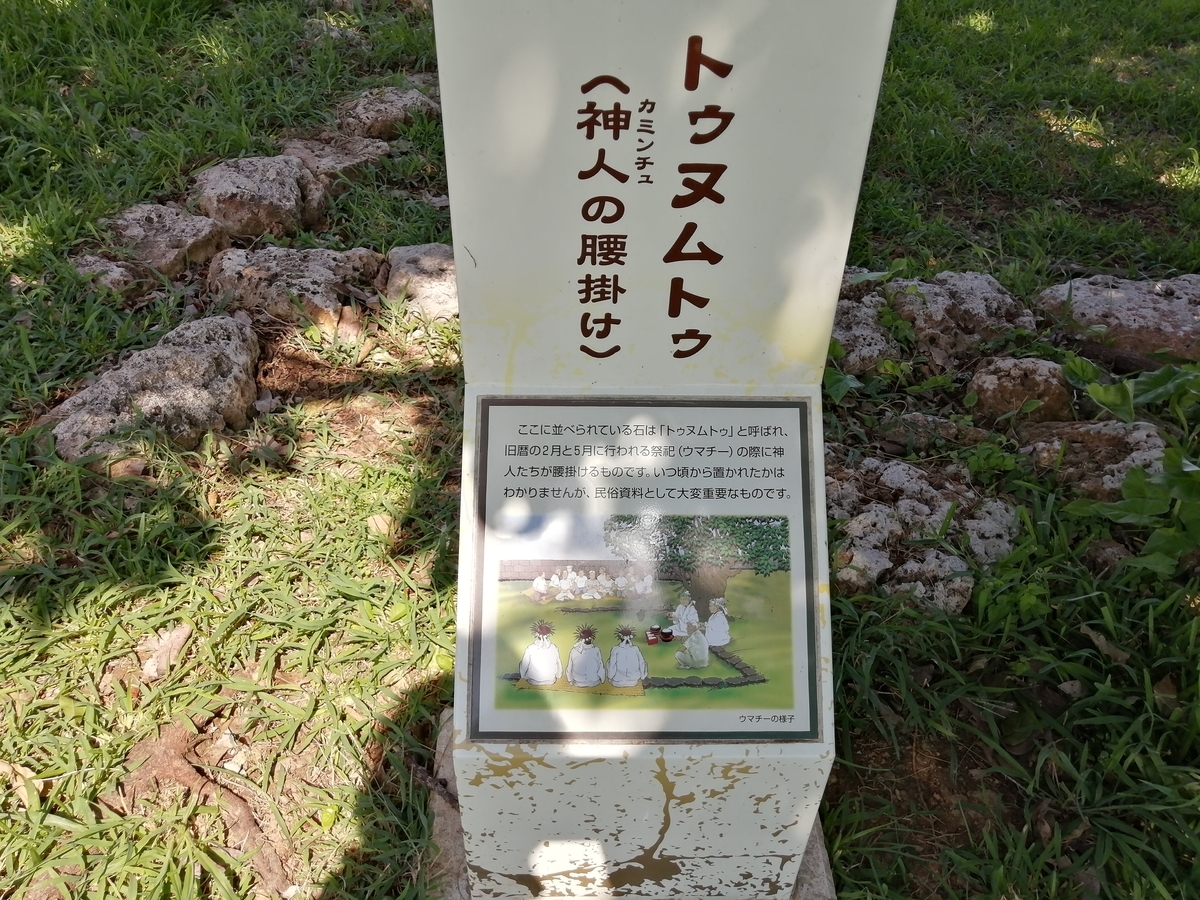 トゥヌムトゥ
カミンチュ
（神人の腰掛け）
ここに並べられている石は「トゥヌムトゥ」と呼ばれ、
旧暦の2月と5月に行われる祭祀（ウマチー）の際に神
人たちが腰掛けるものです。いつ頃から置かれたかは
わかりませんが、民俗資料として大変重要なものです。
ウマチーの様子